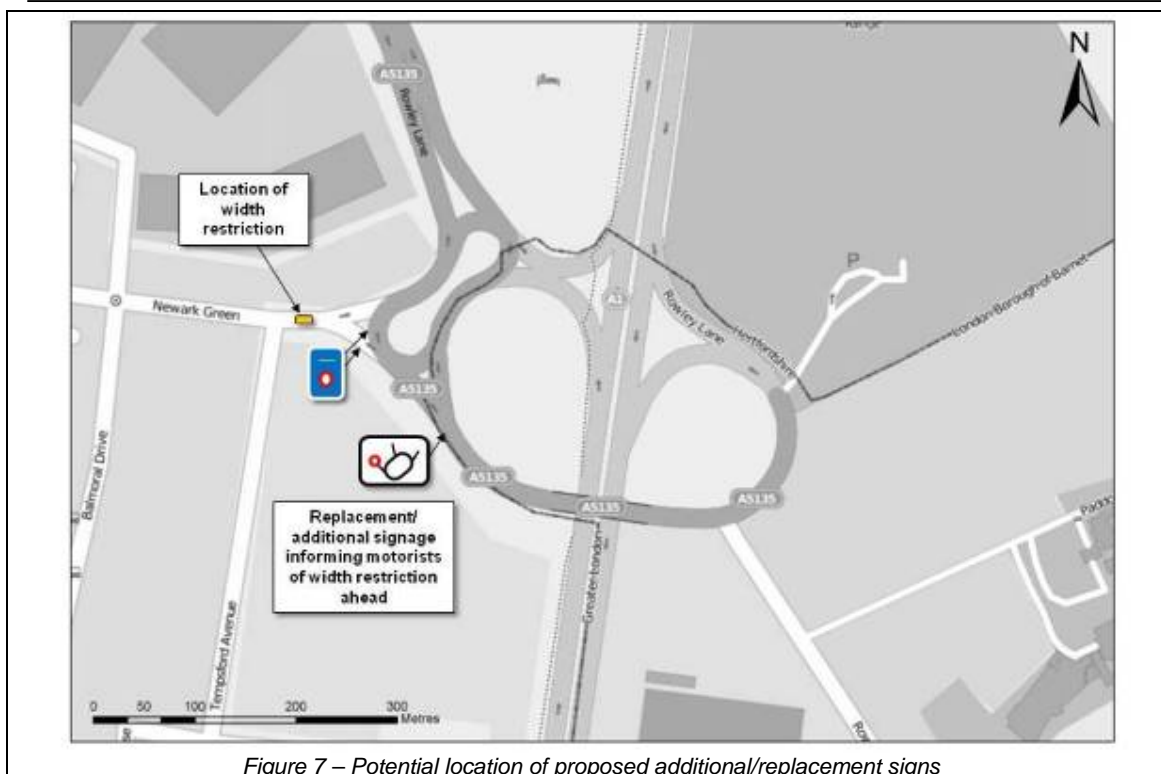 N
A5135
Rowley Lane
Location of
width
restriction
P
London Borough of Barnet
Newark Green
A1
Rowley Lane
Hertfordshire
A5135
A5135
A5135
A5135
Balmoral Drive
Replacement/
additional signage
informing motorists
of width restriction
ahead
Greater London
Tempsford Avenue
0 50 100 200 300
Metres
Figure 7 – Potential location of proposed additional/replacement signs